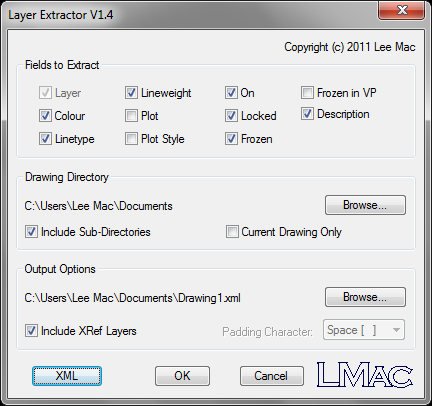 Layer Extractor V1.4
Copyright (c) 2011 Lee Mac
Fields to Extract
Layer Lineweight On Frozen in VP
Colour Plot Locked Description
Linetype Plot Style Frozen
Drawing Directory
C:\Users\Lee Mac\Documents Browse...
Include Sub-Directories Current Drawing Only
Output Options
C:\Users\Lee Mac\Documents\Drawing1.xml Browse...
Include XRef Layers Padding Character: Space [ ]
XML OK Cancel LMAC